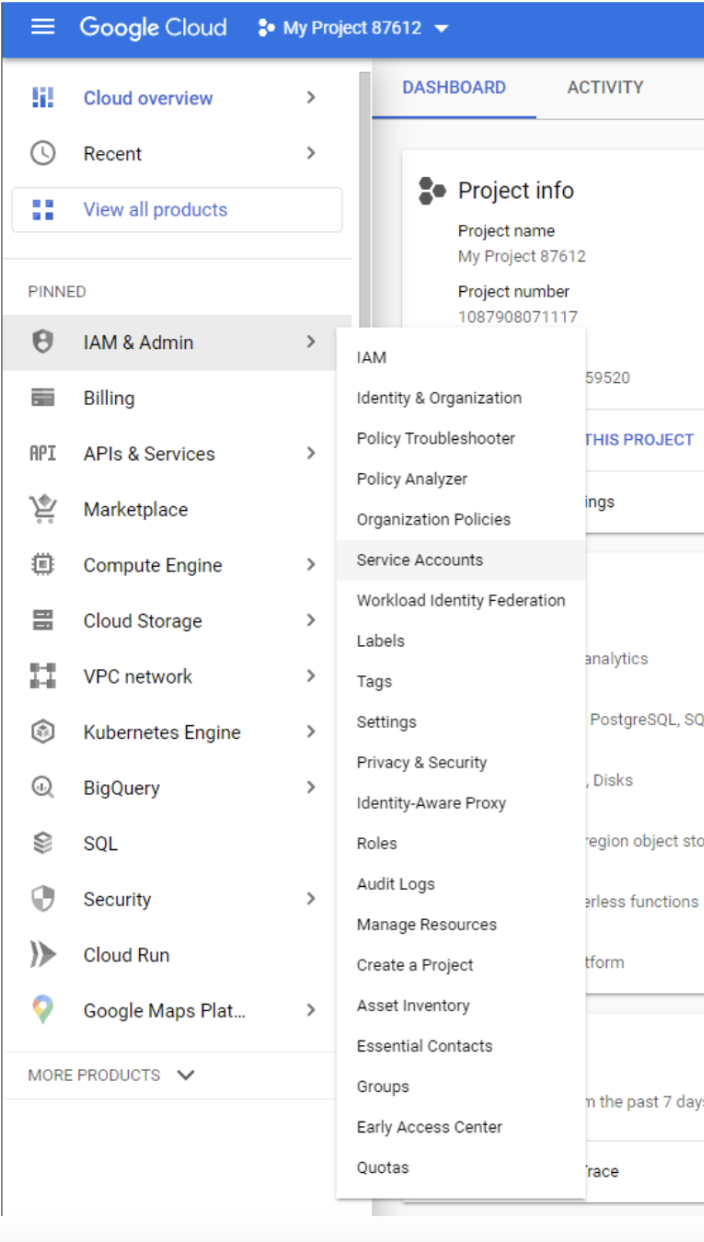 Google Cloud My Project 87612
Cloud overview
Recent
View all products
PINNED
IAM & Admin
Billing
API APIs & Services
Marketplace
Compute Engine
Cloud Storage
VPC network
Kubernetes Engine
BigQuery
SQL
Security
Cloud Run
Google Maps Plat...
MORE PRODUCTS
IAM
Identity & Organization
Policy Troubleshooter
Policy Analyzer
Organization Policies
Service Accounts
Workload Identity Federation
Labels
Tags
Settings
Privacy & Security
Identity-Aware Proxy
Roles
Audit Logs
Manage Resources
Create a Project
Asset Inventory
Essential Contacts
Groups
Early Access Center
Quotas
DASHBOARD ACTIVITY
Project info
Project name
My Project 87612
Project number
1087908071117
59520
THIS PROJECT
ings
analytics
PostgreSQL, SQ
, Disks
region object sto
erless functions
tform
m the past 7 days
Trace